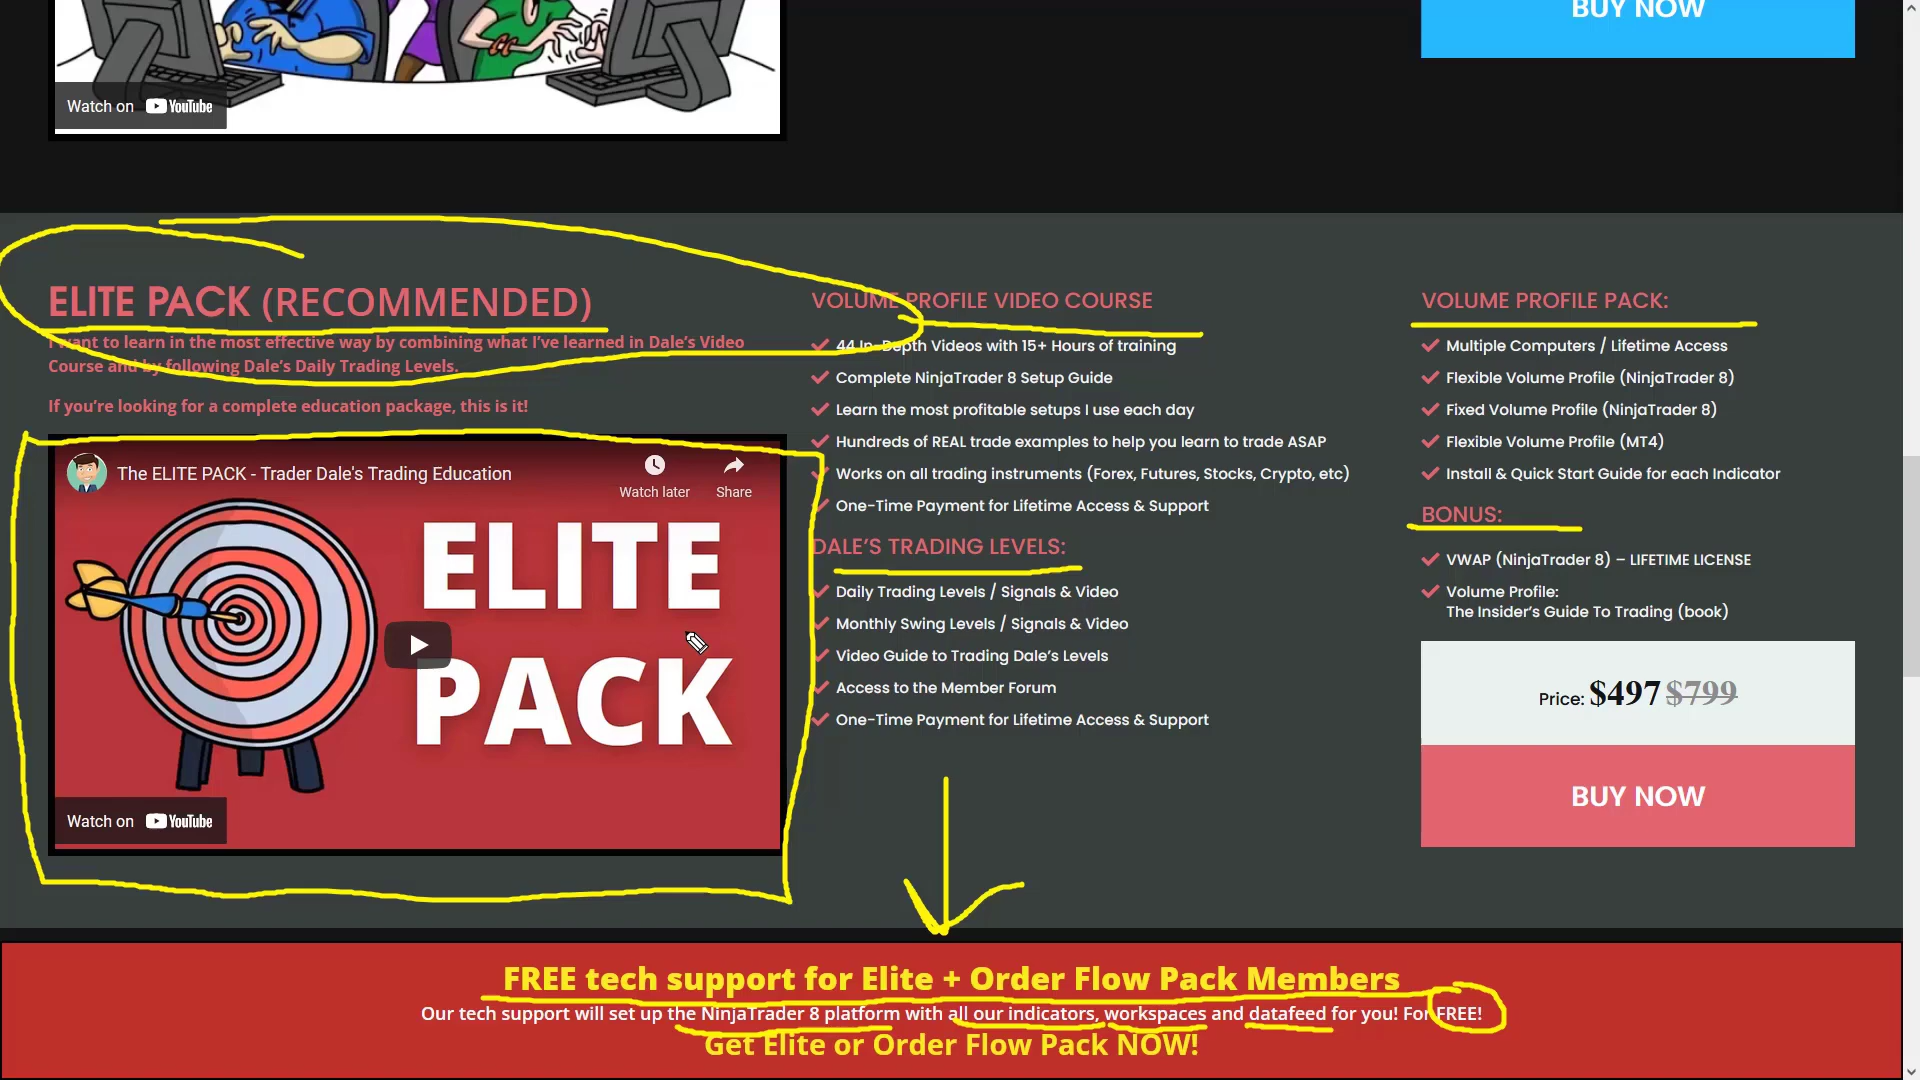 BUY NOW
Watch on YouTube
ELITE PACK (RECOMMENDED)
I want to learn in the most effective way by combining what I've learned in Dale's Video
Course and by following Dale's Daily Trading Levels.
If you're looking for a complete education package, this is it!
The ELITE PACK - Trader Dale's Trading Education
Watch later
Share
ELITE
PACK
Watch on YouTube
VOLUME PROFILE VIDEO COURSE
44 In-Depth Videos with 15+ Hours of training
Complete NinjaTrader 8 Setup Guide
Learn the most profitable setups I use each day
Hundreds of REAL trade examples to help you learn to trade ASAP
Works on all trading instruments (Forex, Futures, Stocks, Crypto, etc)
One-Time Payment for Lifetime Access & Support
DALE'S TRADING LEVELS:
Daily Trading Levels / Signals & Video
Monthly Swing Levels / Signals & Video
Video Guide to Trading Dale's Levels
Access to the Member Forum
One-Time Payment for Lifetime Access & Support
VOLUME PROFILE PACK:
Multiple Computers / Lifetime Access
Flexible Volume Profile (NinjaTrader 8)
Fixed Volume Profile (NinjaTrader 8)
Flexible Volume Profile (MT4)
Install & Quick Start Guide for each Indicator
BONUS:
VWAP (NinjaTrader 8) – LIFETIME LICENSE
Volume Profile:
The Insider's Guide To Trading (book)
Price: $497 $799
BUY NOW
FREE tech support for Elite + Order Flow Pack Members
Our tech support will set up the NinjaTrader 8 platform with all our indicators, workspaces and datafeed for you! For FREE!
Get Elite or Order Flow Pack NOW!